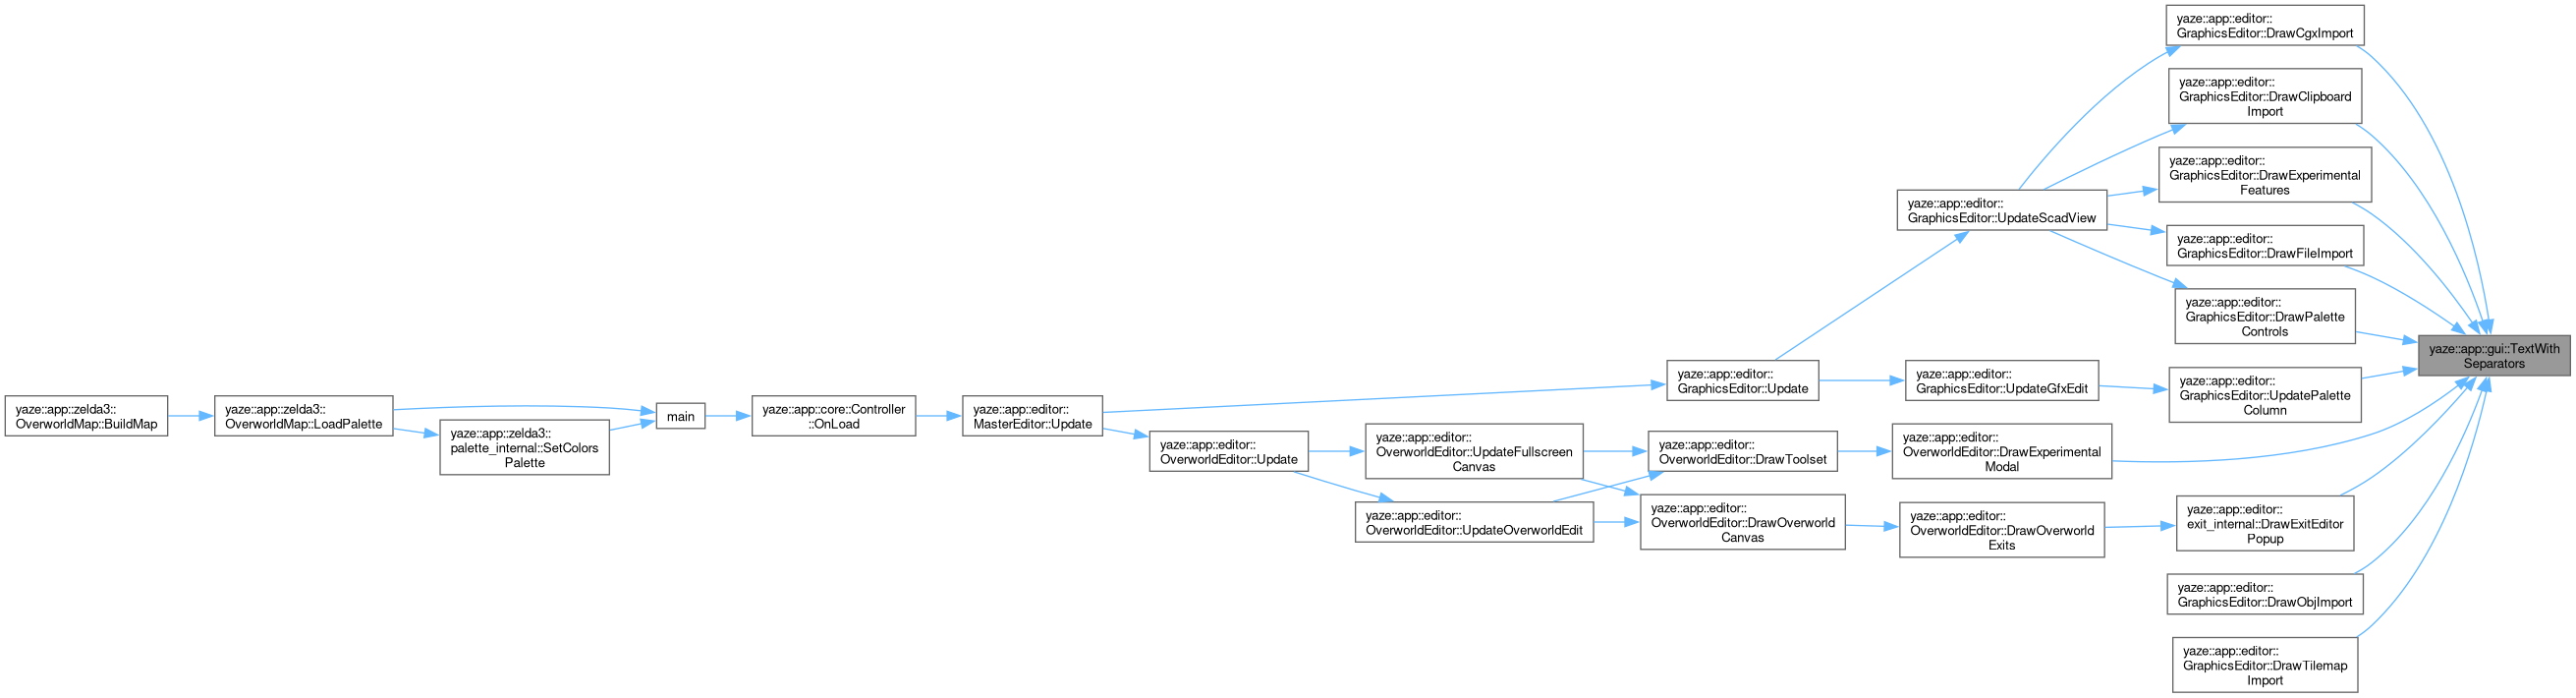 yaze::app::editor::
GraphicsEditor::DrawCgxImport
yaze::app::editor::
GraphicsEditor::DrawClipboard
Import
yaze::app::editor::
GraphicsEditor::DrawExperimental
Features
yaze::app::editor::
GraphicsEditor::UpdateScadView
yaze::app::editor::
GraphicsEditor::DrawFileImport
yaze::app::editor::
GraphicsEditor::DrawPalette
Controls
yaze::app::gui::TextWith
Separators
yaze::app::editor::
GraphicsEditor::Update
yaze::app::editor::
GraphicsEditor::UpdateGfxEdit
yaze::app::editor::
GraphicsEditor::UpdatePalette
Column
yaze::app::zelda3::
OverworldMap::BuildMap
yaze::app::zelda3::
OverworldMap::LoadPalette
yaze::app::zelda3::
palette_internal::SetColors
Palette
main
yaze::app::core::Controller
::OnLoad
yaze::app::editor::
MasterEditor::Update
yaze::app::editor::
OverworldEditor::Update
yaze::app::editor::
OverworldEditor::UpdateFullscreen
Canvas
yaze::app::editor::
OverworldEditor::DrawToolset
yaze::app::editor::
OverworldEditor::DrawExperimental
Modal
yaze::app::editor::
OverworldEditor::UpdateOverworldEdit
yaze::app::editor::
OverworldEditor::DrawOverworld
Canvas
yaze::app::editor::
OverworldEditor::DrawOverworld
Exits
yaze::app::editor::
exit_internal::DrawExitEditor
Popup
yaze::app::editor::
GraphicsEditor::DrawObjImport
yaze::app::editor::
GraphicsEditor::DrawTilemap
Import